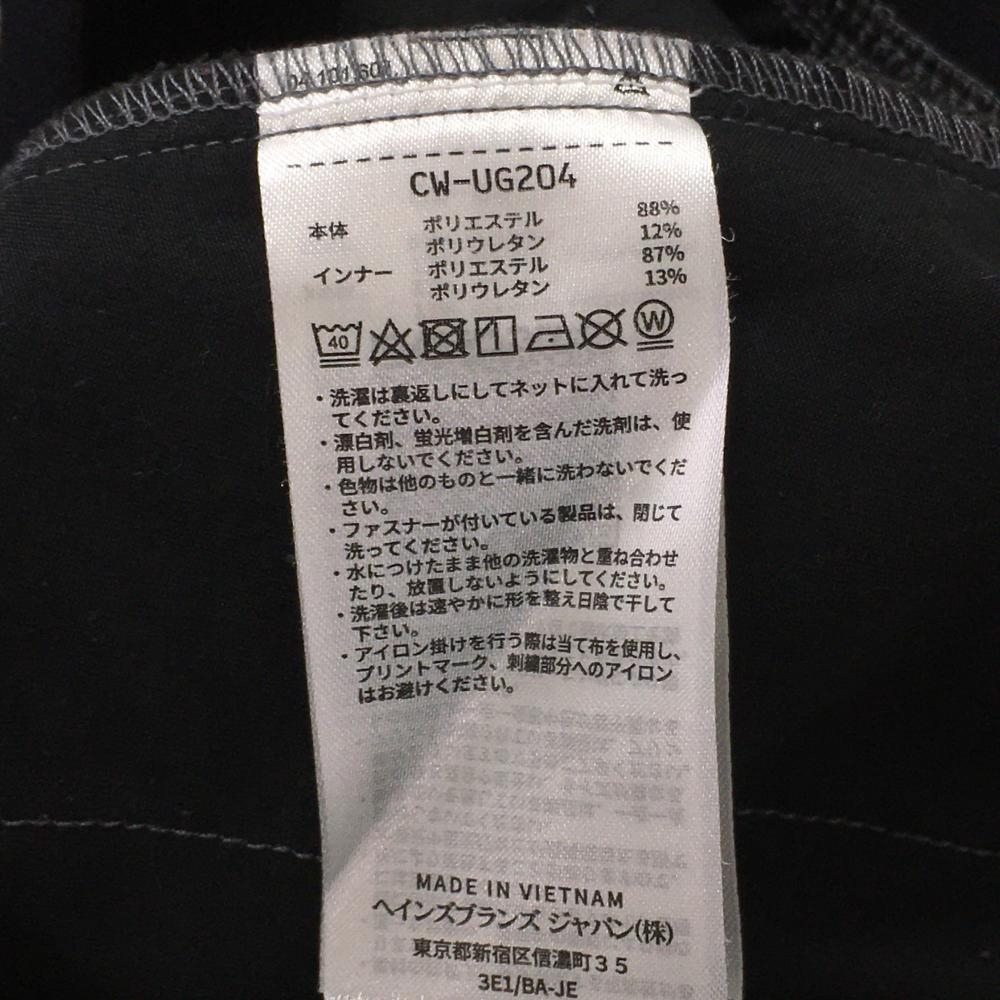 04 101 601
CW-UG204
本体 ポリエステル 88%
ポリウレタン 12%
インナー ポリエステル 87%
ポリウレタン 13%
40 W
・洗濯は裏返しにしてネットに入れて洗っ
てください。
・漂白剤、蛍光増白剤を含んだ洗剤は、使
用しないでください。
・色物は他のものと一緒に洗わないでくだ
さい。
・ファスナーが付いている製品は、閉じて
洗ってください。
・水につけたまま他の洗濯物と重ね合わせ
たり、放置しないようにしてください。
・洗濯後は速やかに形を整え日陰で干して
下さい。
・アイロン掛けを行う際は当て布を使用し、
プリントマーク、刺繍部分へのアイロン
はお避けください。
MADE IN VIETNAM
ヘインズブランズ ジャパン(株)
東京都新宿区信濃町35
3E1/BA-JE